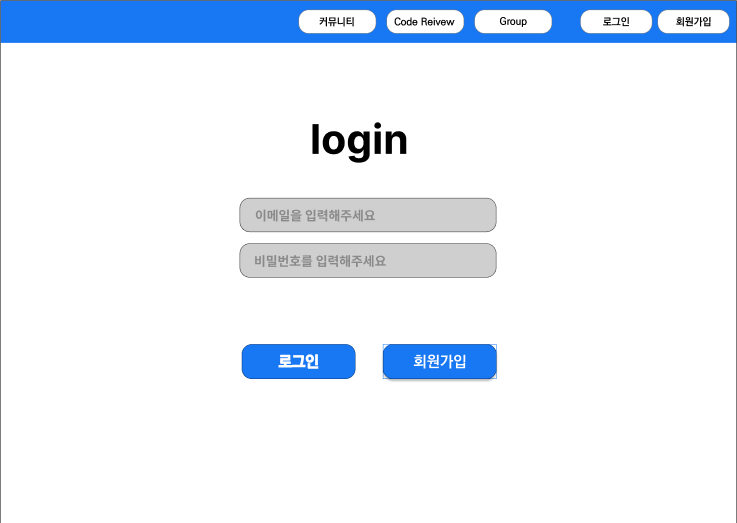 커뮤니티
Code Reivew
Group
로그인
회원가입
login
이메일을 입력해주세요
비밀번호를 입력해주세요
로그인
회원가입